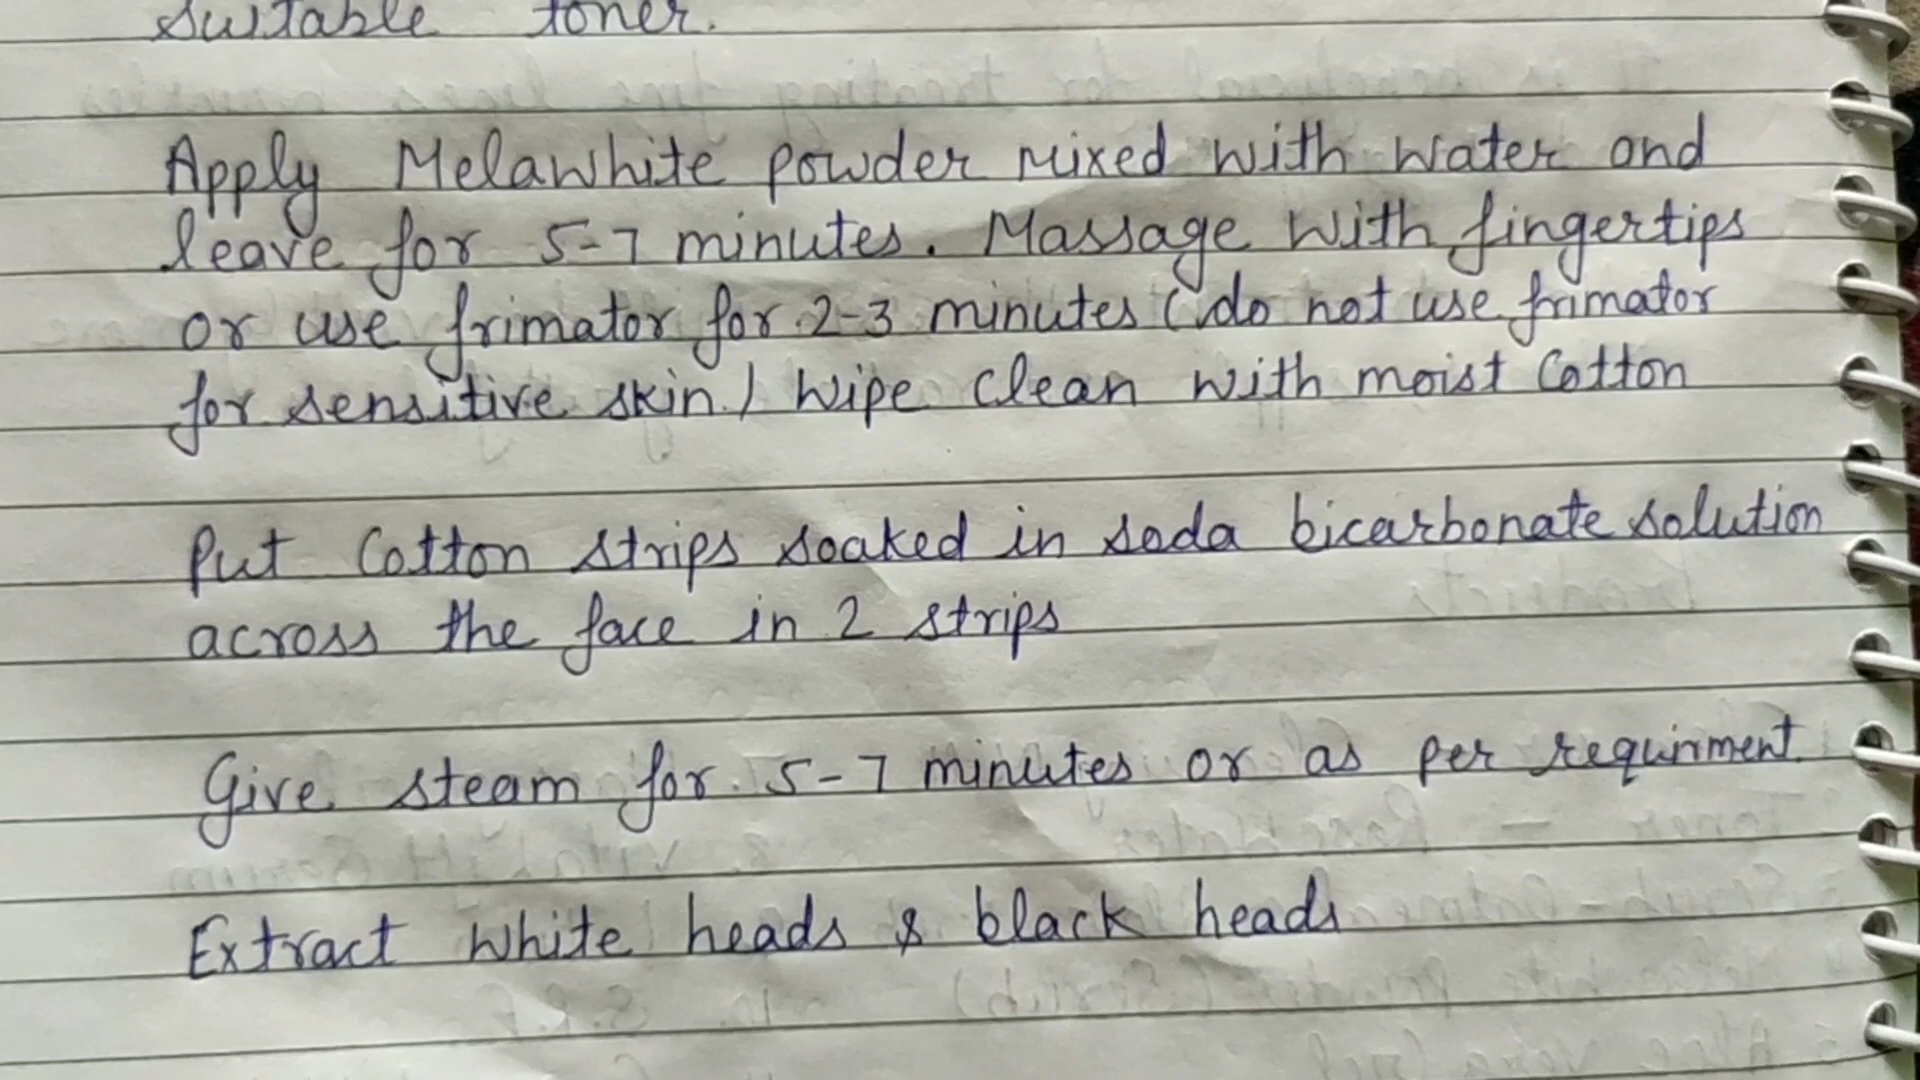 suitable toner.
Apply Melawhite powder mixed with water and
leave for 5-7 minutes. Massage with fingertips
or use frimator for 2-3 minutes (do not use frimator
for sensitive skin.) wipe clean with moist Cotton
Put Cotton strips soaked in soda bicarbonate solution
across the face in 2 strips
Give steam for 5-7 minutes or as per requirment.
Extract white heads & black heads